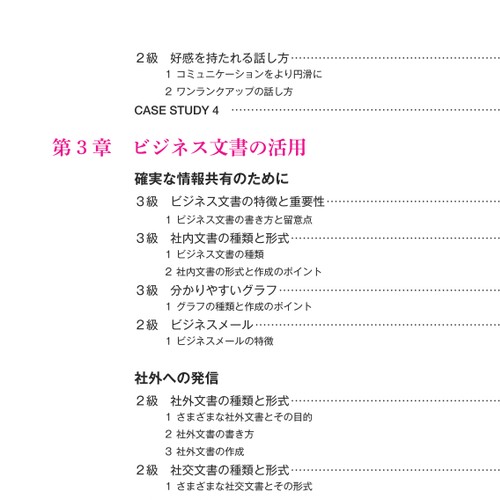 ２級　好感を持たれる話し方……………………………………
1 コミュニケーションをより円滑に
2 ワンランクアップの話し方
CASE STUDY 4 ……………………………………………
第３章　ビジネス文書の活用
確実な情報共有のために
３級　ビジネス文書の特徴と重要性……………………………
1 ビジネス文書の書き方と留意点
３級　社内文書の種類と形式……………………………………
1 ビジネス文書の種類
2 社内文書の形式と作成のポイント
３級　分かりやすいグラフ………………………………………
1 グラフの種類と作成のポイント
２級　ビジネスメール……………………………………………
1 ビジネスメールの特徴
社外への発信
２級　社外文書の種類と形式……………………………………
1 さまざまな社外文書とその目的
2 社外文書の書き方
3 社外文書の作成
２級　社交文書の種類と形式……………………………………
1 さまざまな社交文書とその形式